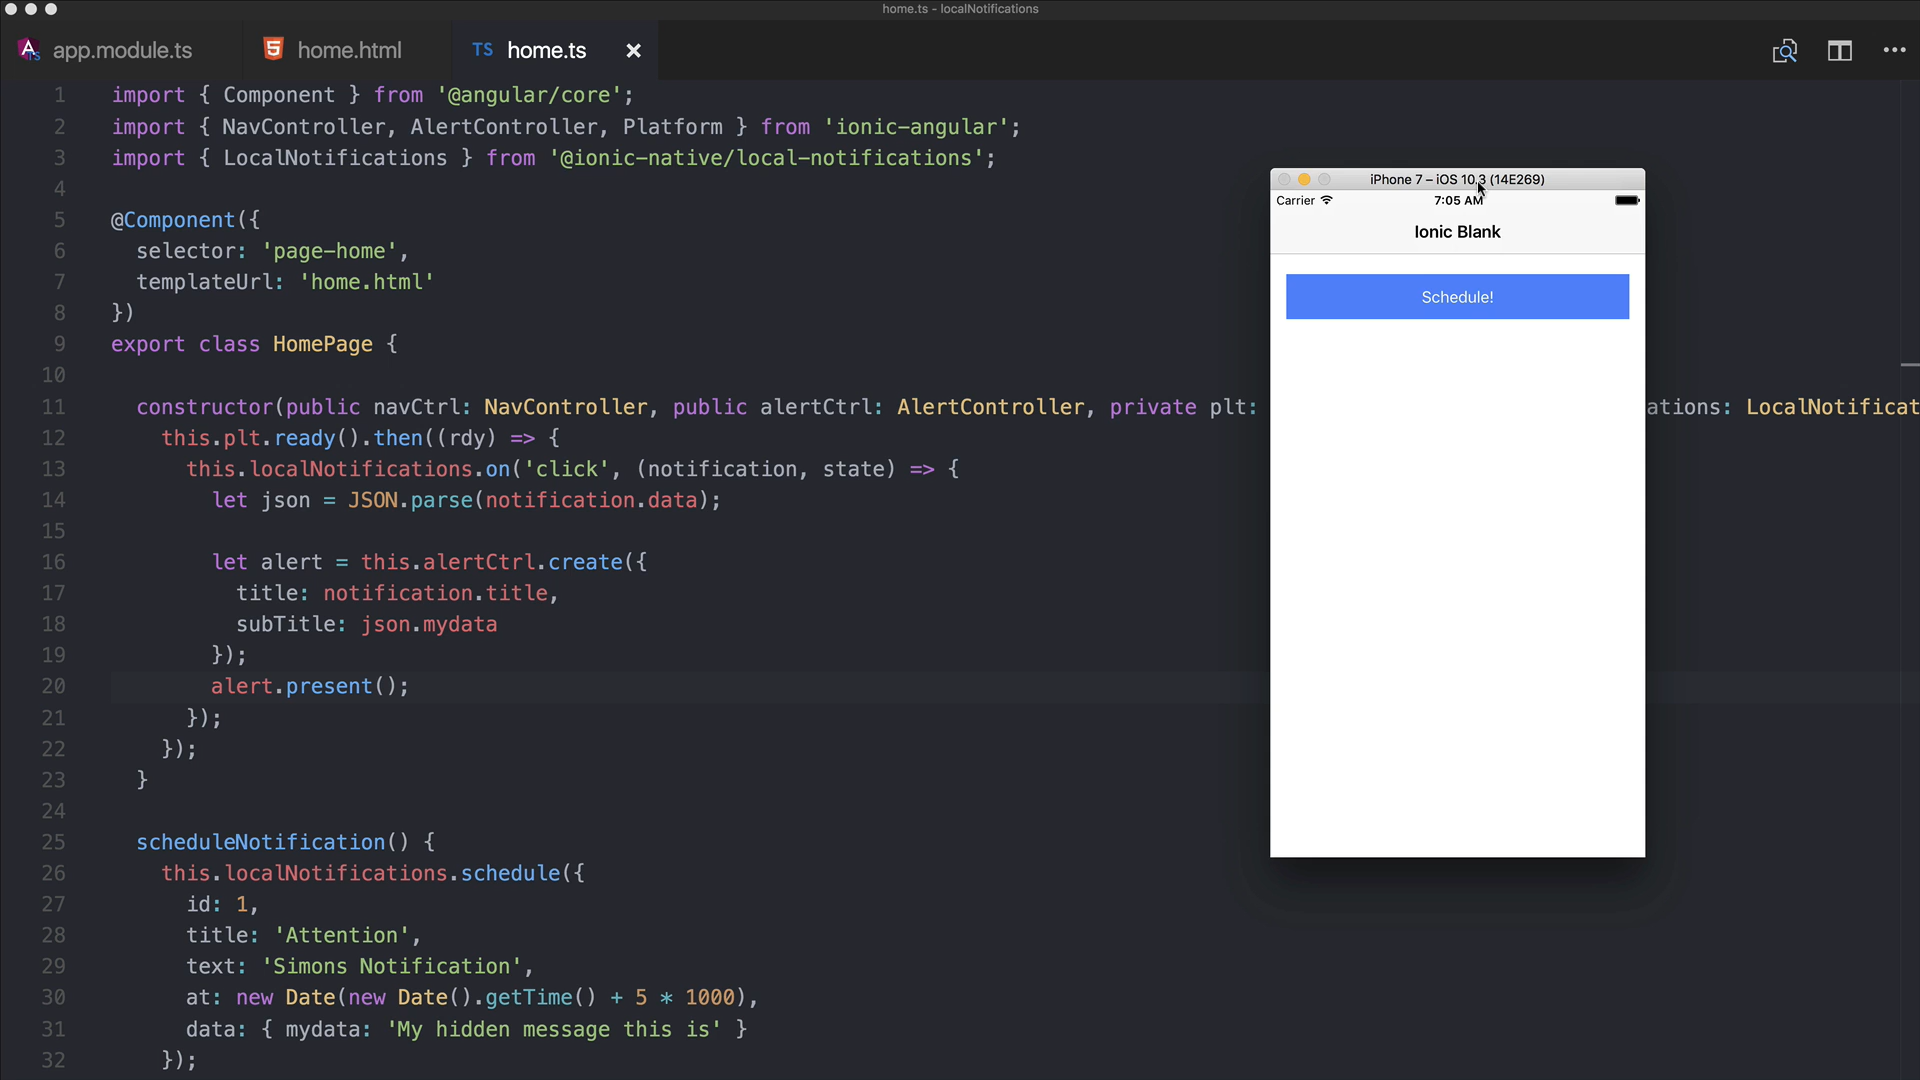 home.ts - localNotifications
app.module.ts
home.html
TS home.ts
1 import { Component } from '@angular/core';
2 import { NavController, AlertController, Platform } from 'ionic-angular';
3 import { LocalNotifications } from '@ionic-native/local-notifications';
4
5 @Component({
6 selector: 'page-home',
7 templateUrl: 'home.html'
8 })
9 export class HomePage {
10
11 constructor(public navCtrl: NavController, public alertCtrl: AlertController, private plt: ations: LocalNotificat
12 this.plt.ready().then((rdy) => {
13 this.localNotifications.on('click', (notification, state) => {
14 let json = JSON.parse(notification.data);
15
16 let alert = this.alertCtrl.create({
17 title: notification.title,
18 subTitle: json.mydata
19 });
20 alert.present();
21 });
22 });
23 }
24
25 scheduleNotification() {
26 this.localNotifications.schedule({
27 id: 1,
28 title: 'Attention',
29 text: 'Simons Notification',
30 at: new Date(new Date().getTime() + 5 * 1000),
31 data: { mydata: 'My hidden message this is' }
32 });
iPhone 7 – iOS 10.3 (14E269)
Carrier 7:05 AM
Ionic Blank
Schedule!